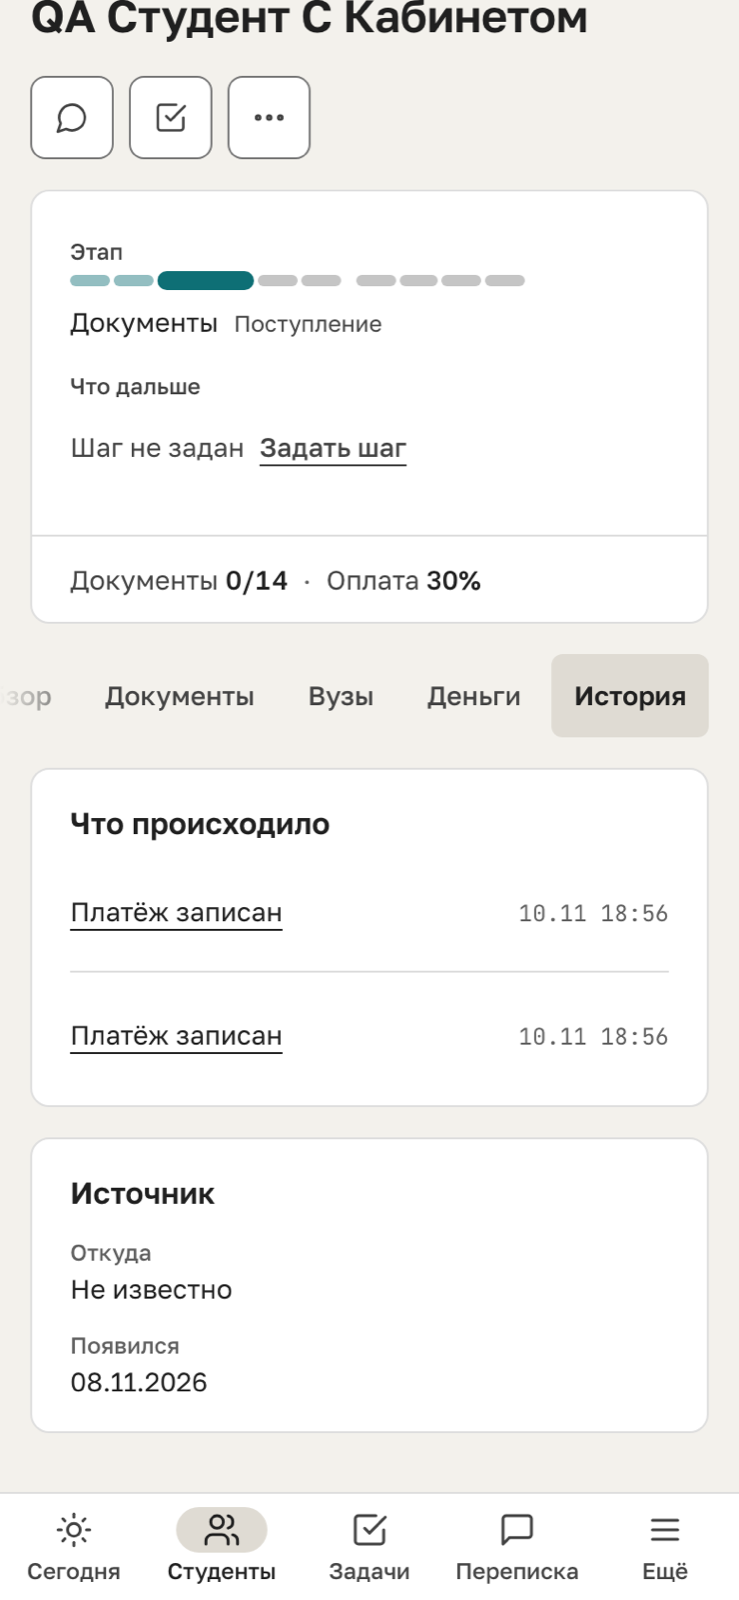 QA Студент С Кабинетом
Этап
Документы Поступление
Что дальше
Шаг не задан Задать шаг
Документы 0/14 · Оплата 30%
зор Документы Вузы Деньги История
Что происходило
Платёж записан 10.11 18:56
Платёж записан 10.11 18:56
Источник
Откуда
Не известно
Появился
08.11.2026
Сегодня Студенты Задачи Переписка Ещё